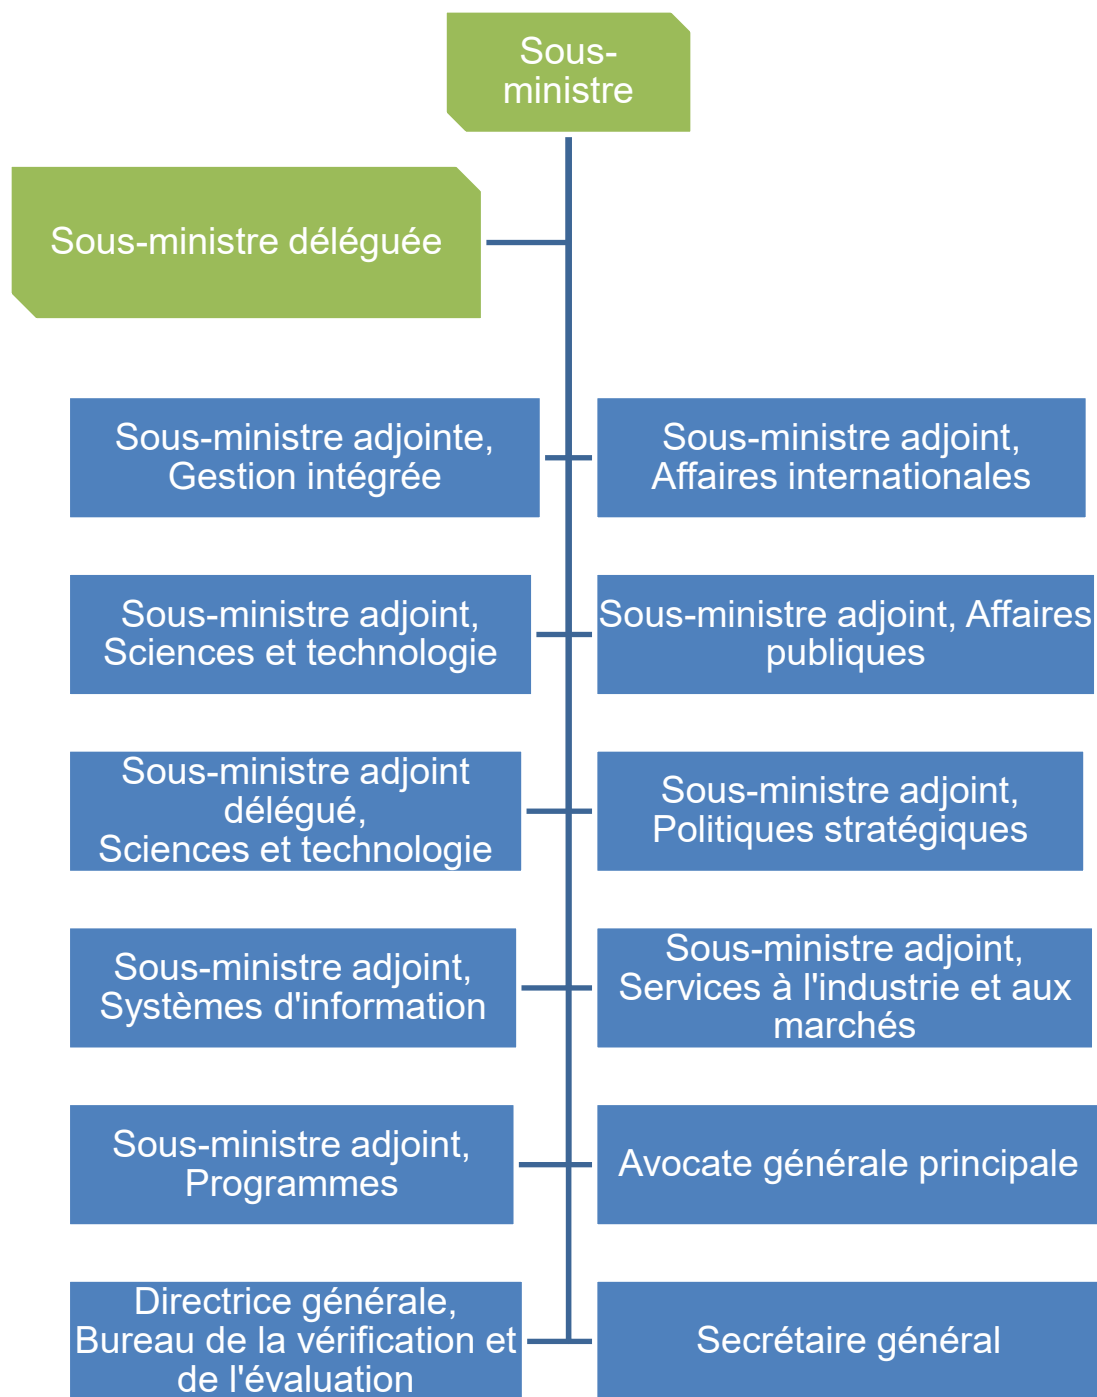 Sous-
ministre
Sous-ministre déléguée
Sous-ministre adjointe,
Gestion intégrée
Sous-ministre adjoint,
Affaires internationales
Sous-ministre adjoint,
Sciences et technologie
Sous-ministre adjoint, Affaires
publiques
Sous-ministre adjoint
délégué,
Sciences et technologie
Sous-ministre adjoint,
Politiques stratégiques
Sous-ministre adjoint,
Systèmes d'information
Sous-ministre adjoint,
Services à l'industrie et aux
marchés
Sous-ministre adjoint,
Programmes
Avocate générale principale
Directrice générale,
Bureau de la vérification et
de l'évaluation
Secrétaire général